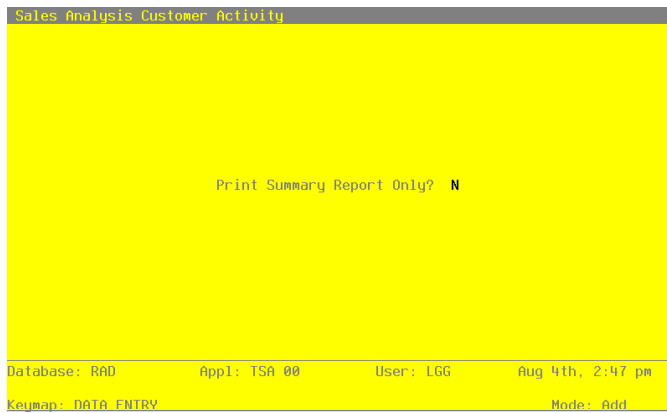 Sales Analysis Customer Activity
Print Summary Report Only? N
Database: RAD Appl: TSA 00 User: LGG Aug 4th, 2:47 pm
Keymap: DATA ENTRY Mode: Add